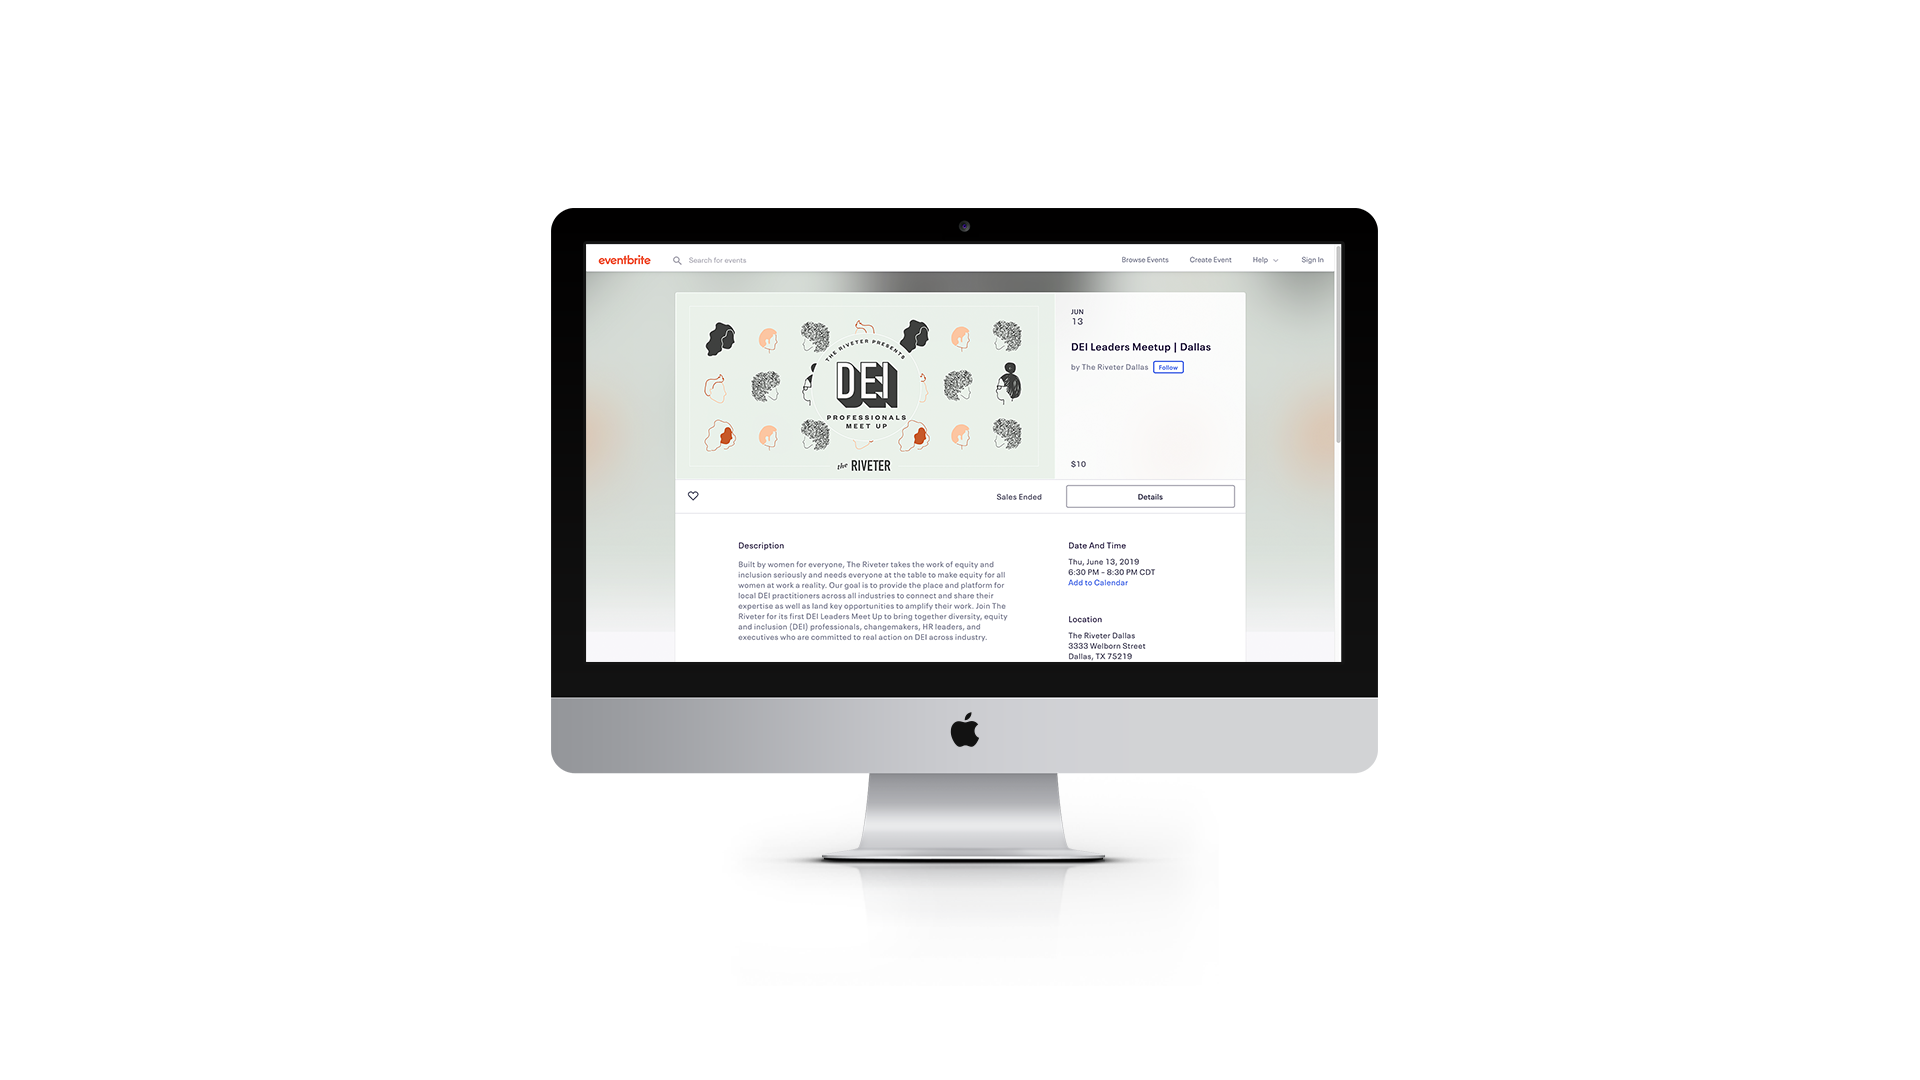 eventbrite
Search for events
Browse Events
Create Event
Help
Sign In
THE RIVETER PRESENTS
DEI
PROFESSIONALS
MEET UP
the RIVETER
JUN
13
DEI Leaders Meetup | Dallas
by The Riveter Dallas
Follow
$10
Sales Ended
Details
Description
Built by women for everyone, The Riveter takes the work of equity and
inclusion seriously and needs everyone at the table to make equity for all
women at work a reality. Our goal is to provide the place and platform for
local DEI practitioners across all industries to connect and share their
expertise as well as land key opportunities to amplify their work. Join The
Riveter for its first DEI Leaders Meet Up to bring together diversity, equity
and inclusion (DEI) professionals, changemakers, HR leaders, and
executives who are committed to real action on DEI across industry.
Date And Time
Thu, June 13, 2019
6:30 PM – 8:30 PM CDT
Add to Calendar
Location
The Riveter Dallas
3333 Welborn Street
Dallas, TX 75219